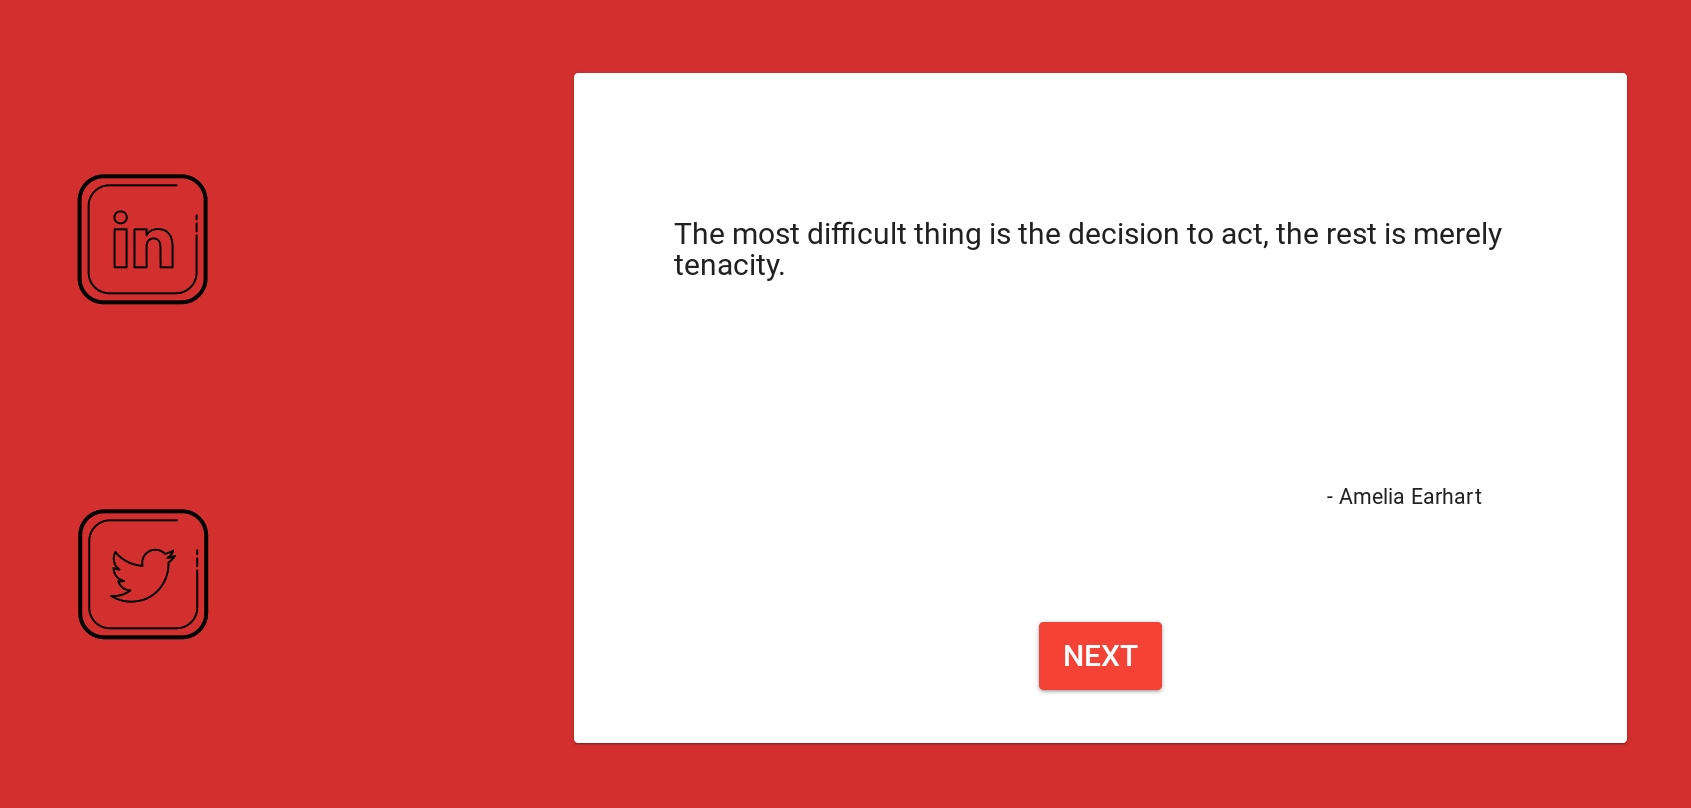 in
The most difficult thing is the decision to act, the rest is merely
tenacity.
- Amelia Earhart
NEXT